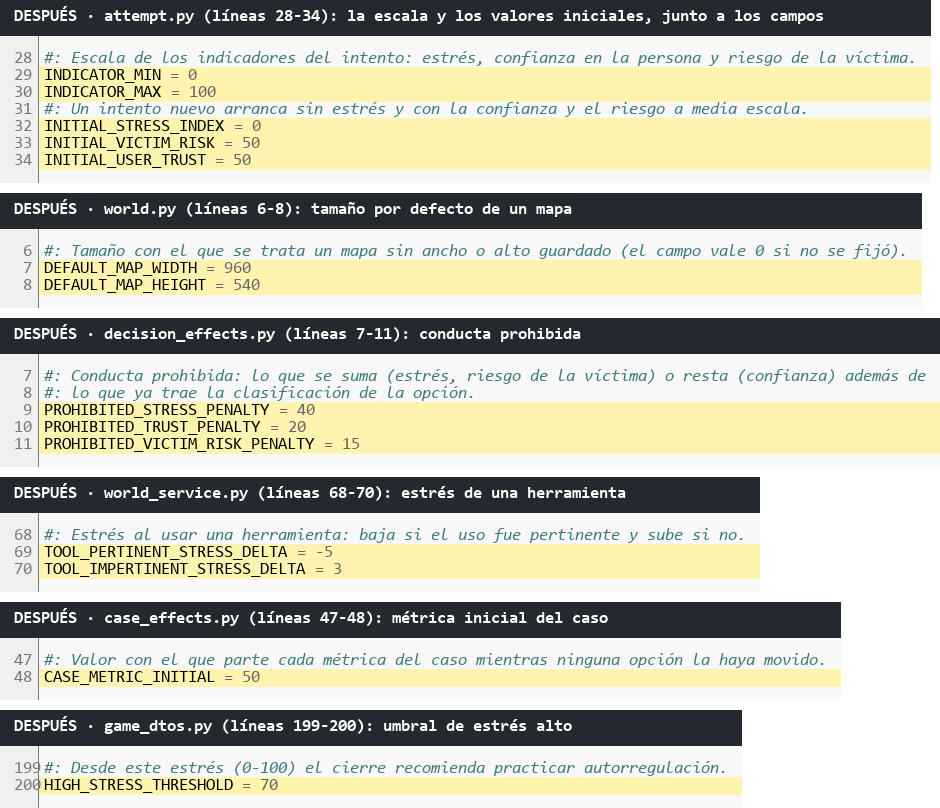 DESPUÉS · attempt.py (líneas 28-34): la escala y los valores iniciales, junto a los campos
28 #: Escala de los indicadores del intento: estrés, confianza en la persona y riesgo de la víctima.
29 INDICATOR_MIN = 0
30 INDICATOR_MAX = 100
31 #: Un intento nuevo arranca sin estrés y con la confianza y el riesgo a media escala.
32 INITIAL_STRESS_INDEX = 0
33 INITIAL_VICTIM_RISK = 50
34 INITIAL_USER_TRUST = 50
DESPUÉS · world.py (líneas 6-8): tamaño por defecto de un mapa
6 #: Tamaño con el que se trata un mapa sin ancho o alto guardado (el campo vale 0 si no se fijó).
7 DEFAULT_MAP_WIDTH = 960
8 DEFAULT_MAP_HEIGHT = 540
DESPUÉS · decision_effects.py (líneas 7-11): conducta prohibida
7 #: Conducta prohibida: lo que se suma (estrés, riesgo de la víctima) o resta (confianza) además de
8 #: lo que ya trae la clasificación de la opción.
9 PROHIBITED_STRESS_PENALTY = 40
10 PROHIBITED_TRUST_PENALTY = 20
11 PROHIBITED_VICTIM_RISK_PENALTY = 15
DESPUÉS · world_service.py (líneas 68-70): estrés de una herramienta
68 #: Estrés al usar una herramienta: baja si el uso fue pertinente y sube si no.
69 TOOL_PERTINENT_STRESS_DELTA = -5
70 TOOL_IMPERTINENT_STRESS_DELTA = 3
DESPUÉS · case_effects.py (líneas 47-48): métrica inicial del caso
47 #: Valor con el que parte cada métrica del caso mientras ninguna opción la haya movido.
48 CASE_METRIC_INITIAL = 50
DESPUÉS · game_dtos.py (líneas 199-200): umbral de estrés alto
199 #: Desde este estrés (0-100) el cierre recomienda practicar autorregulación.
200 HIGH_STRESS_THRESHOLD = 70